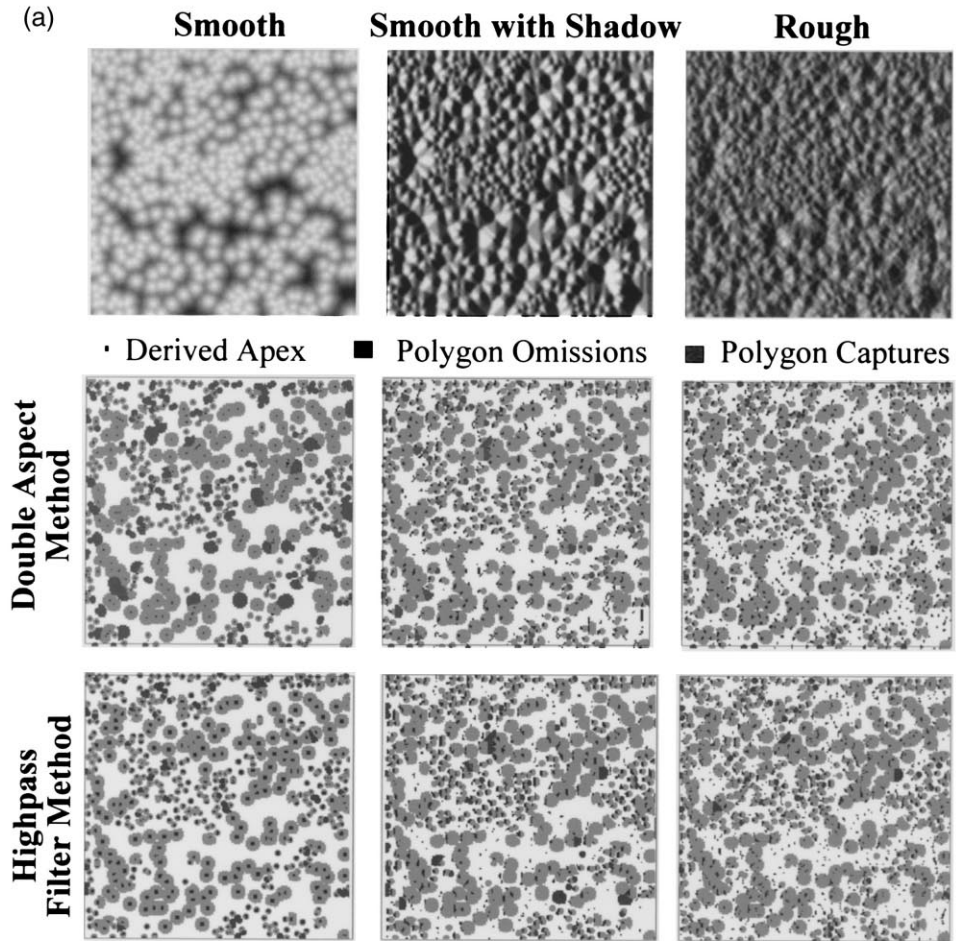 (a)
Smooth
Smooth with Shadow
Rough
Derived Apex
Polygon Omissions
Polygon Captures
Double Aspect
Method
Highpass
Filter Method